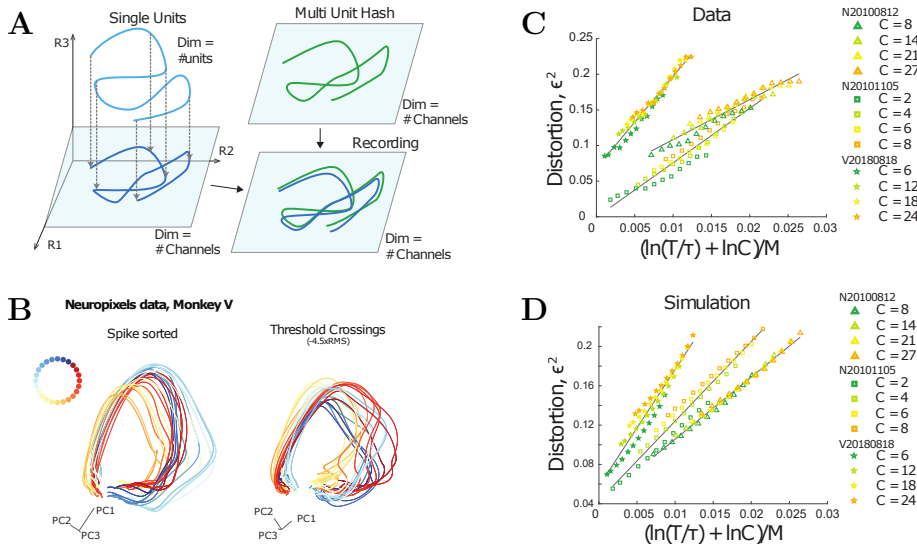 A
Single Units
Multi Unit Hash
R3
Dim =
#units
Dim =
#Channels
Recording
R2
R1
Dim =
#Channels
Dim =
#Channels
B
Neuropixels data, Monkey V
Spike sorted
Threshold Crossings
(-4.5xRMS)
PC1
PC2
PC3
PC1
PC2
PC3
C
Data
Distortion, ϵ²
0.25
0.2
0.15
0.1
0.05
0
0 0.005 0.01 0.015 0.02 0.025 0.03
(ln(T/τ) + lnC)/M
N20100812
C = 8
C = 14
C = 21
C = 27
N20101105
C = 2
C = 4
C = 6
C = 8
V20180818
C = 6
C = 12
C = 18
C = 24
D
Simulation
Distortion, ϵ²
0.24
0.2
0.16
0.12
0.08
0.04
0 0.005 0.01 0.015 0.02 0.025 0.03
(ln(T/τ) + lnC)/M
N20100812
C = 8
C = 14
C = 21
C = 27
N20101105
C = 2
C = 4
C = 6
C = 8
V20180818
C = 6
C = 12
C = 18
C = 24